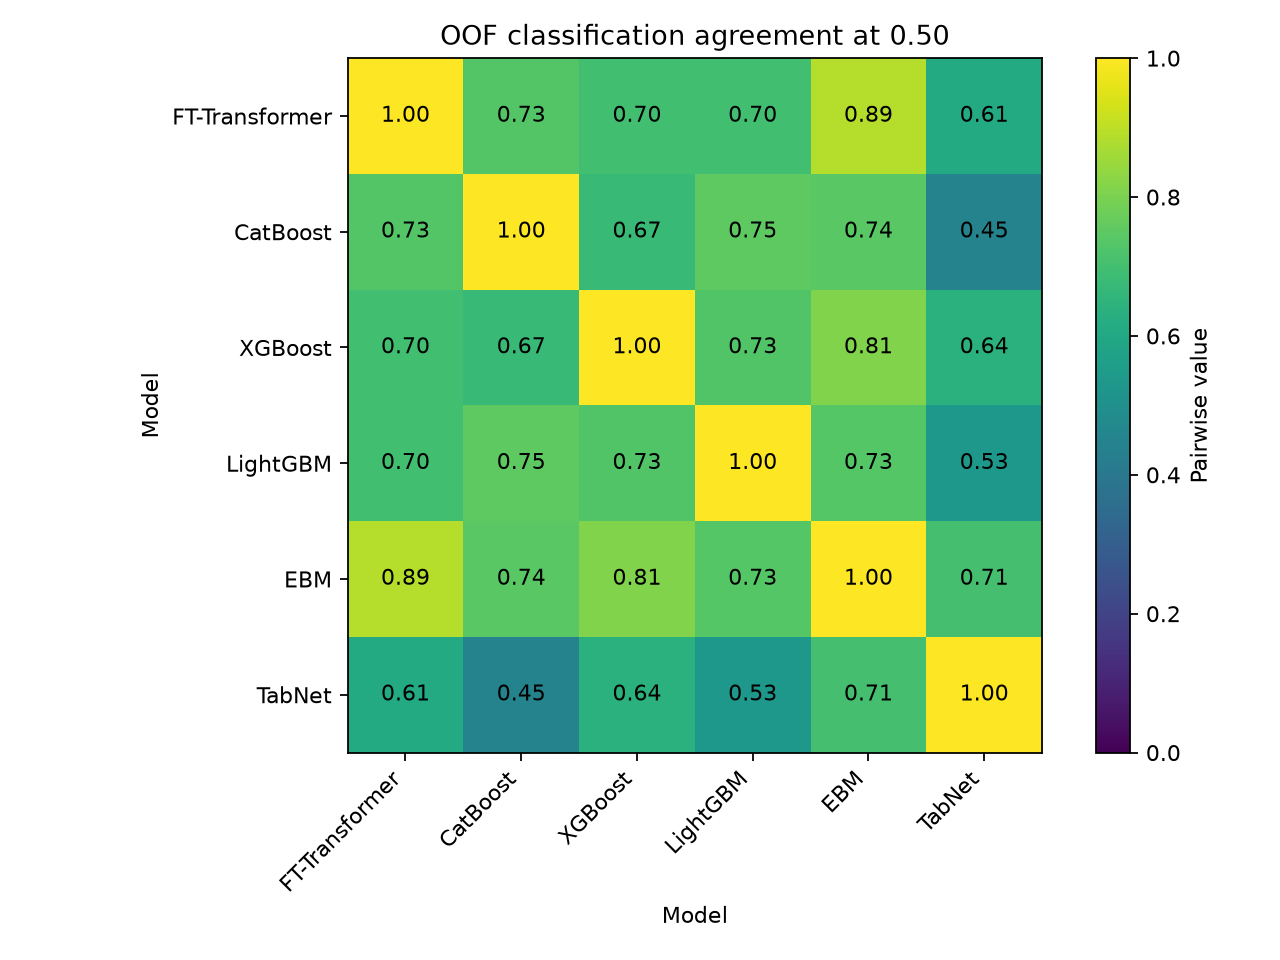 OOF classification agreement at 0.50
FT-Transformer 1.00 0.73 0.70 0.70 0.89 0.61
CatBoost 0.73 1.00 0.67 0.75 0.74 0.45
XGBoost 0.70 0.67 1.00 0.73 0.81 0.64
LightGBM 0.70 0.75 0.73 1.00 0.73 0.53
EBM 0.89 0.74 0.81 0.73 1.00 0.71
TabNet 0.61 0.45 0.64 0.53 0.71 1.00
FT-Transformer CatBoost XGBoost LightGBM EBM TabNet
Model
Model
1.0
0.8
0.6
0.4
0.2
0.0
Pairwise value